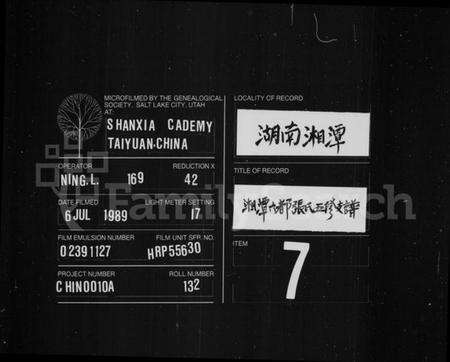 MICROFILMED BY THE GENEALOGICAL
SOCIETY, SALT LAKE CITY, UTAH
AT
SHANXIA CADEMY
TAIYUAN·CHINA
OPERATOR REDUCTION X
NING.L. 169 42
DATE FILMED LIGHT METER SETTING
6 JUL 1989 17
FILM EMULSION NUMBER FILM UNIT SER. NO.
02391127 HRP55630
PROJECT NUMBER ROLL NUMBER
CHIN0010A 132
LOCALITY OF RECORD
湖南湘潭
TITLE OF RECORD
湘潭九都張氏五修支譜
ITEM
7
FamilySearch